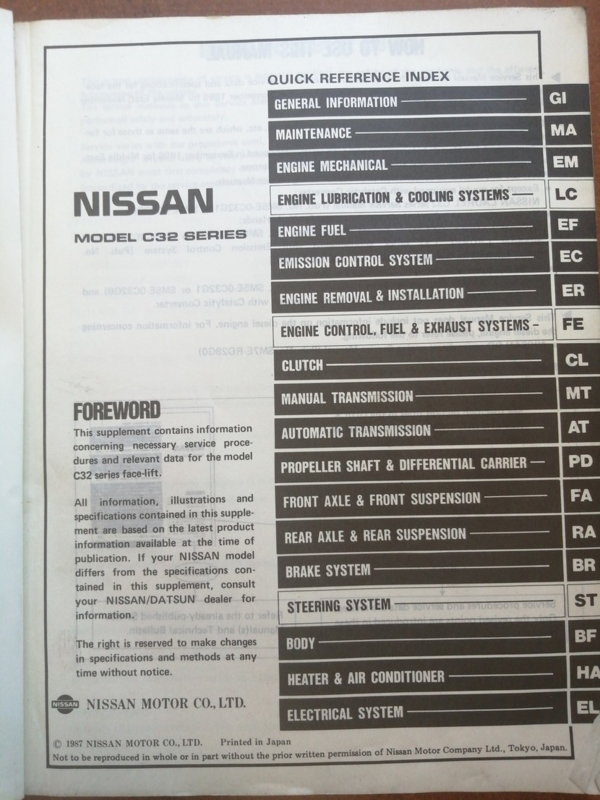 QUICK REFERENCE INDEX
GENERAL INFORMATION GI
MAINTENANCE MA
ENGINE MECHANICAL EM
ENGINE LUBRICATION & COOLING SYSTEMS LC
ENGINE FUEL EF
EMISSION CONTROL SYSTEM EC
ENGINE REMOVAL & INSTALLATION ER
ENGINE CONTROL, FUEL & EXHAUST SYSTEMS FE
CLUTCH CL
MANUAL TRANSMISSION MT
AUTOMATIC TRANSMISSION AT
PROPELLER SHAFT & DIFFERENTIAL CARRIER PD
FRONT AXLE & FRONT SUSPENSION FA
REAR AXLE & REAR SUSPENSION RA
BRAKE SYSTEM BR
STEERING SYSTEM ST
BODY BF
HEATER & AIR CONDITIONER HA
ELECTRICAL SYSTEM EL
NISSAN
MODEL C32 SERIES
FOREWORD
This supplement contains information
concerning necessary service proce-
dures and relevant data for the model
C32 series face-lift.
All information, illustrations and
specifications contained in this supple-
ment are based on the latest product
information available at the time of
publication. If your NISSAN model
differs from the specifications con-
tained in this supplement, consult
your NISSAN/DATSUN dealer for
information.
The right is reserved to make changes
in specifications and methods at any
time without notice.
NISSAN NISSAN MOTOR CO., LTD.
© 1987 NISSAN MOTOR CO., LTD. Printed in Japan
Not to be reproduced in whole or in part without the prior written permission of Nissan Motor Company Ltd., Tokyo, Japan.